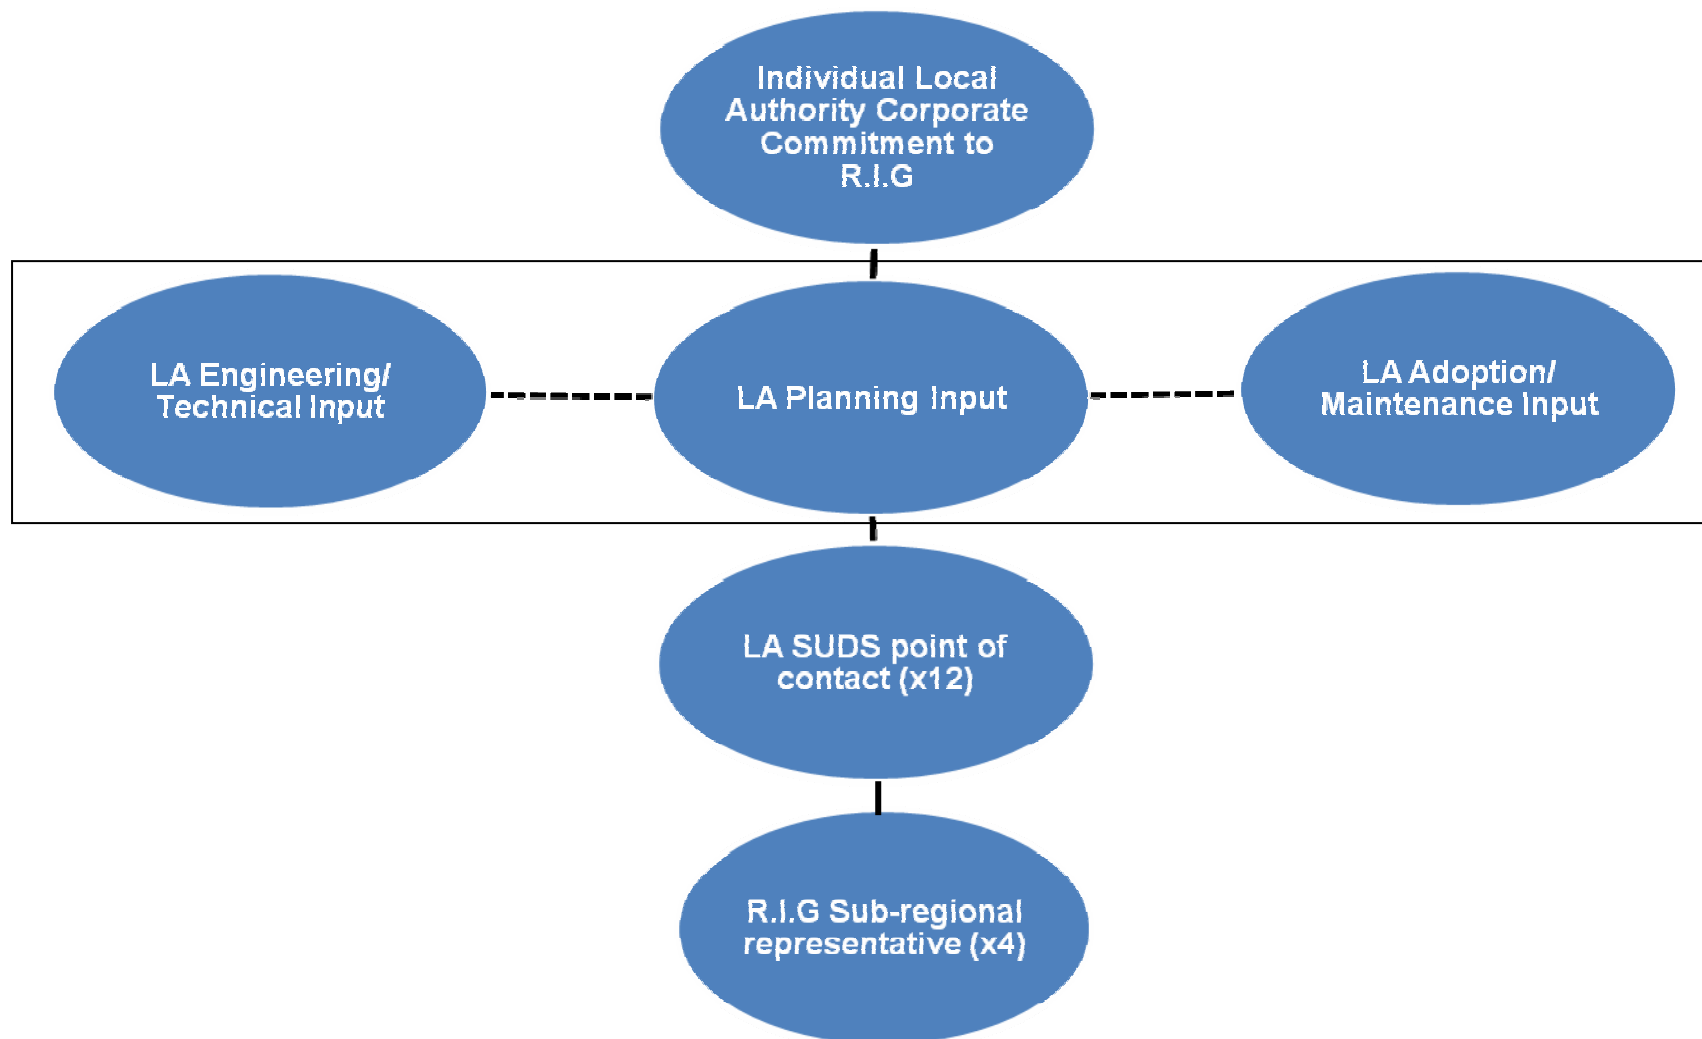 Individual Local
Authority Corporate
Commitment to
R.I.G
LA Engineering/
Technical Input
LA Planning Input
LA Adoption/
Maintenance Input
LA SUDS point of
contact (x12)
R.I.G Sub-regional
representative (x4)